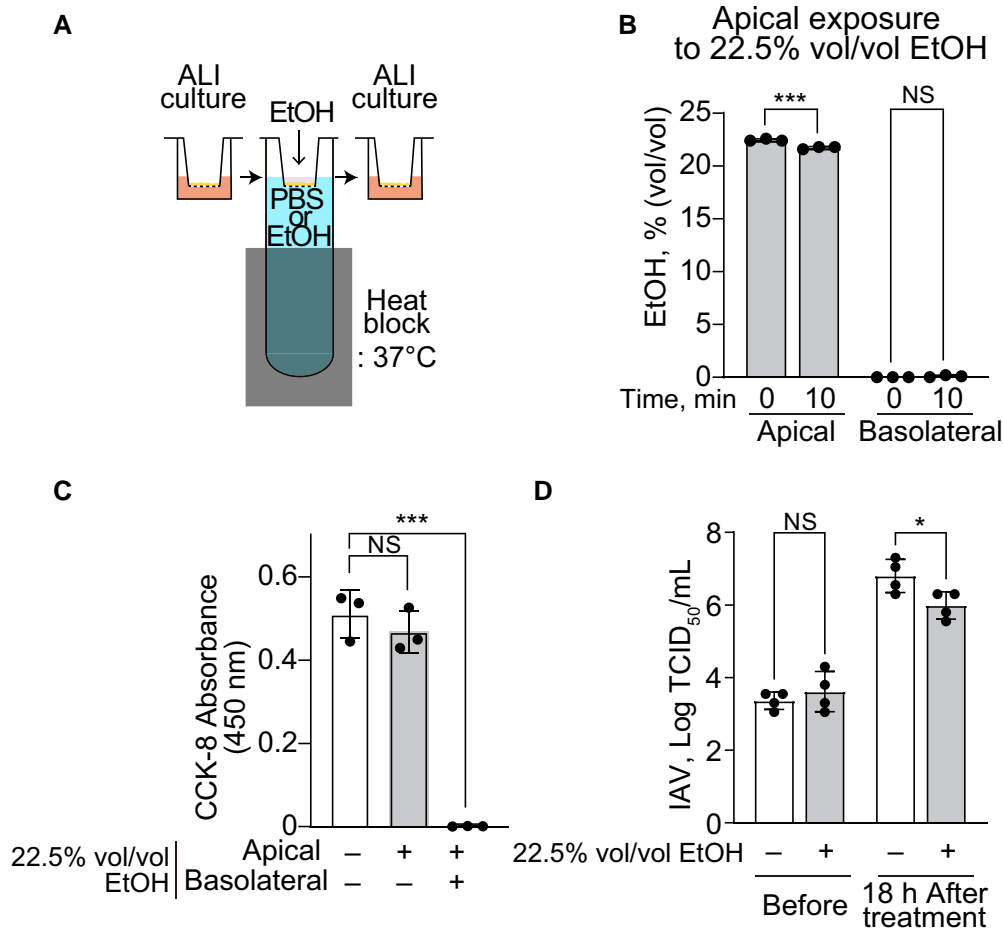 A
ALI
culture
EtOH
ALI
culture
PBS
or
EtOH
Heat
block
: 37°C
B
Apical exposure
to 22.5% vol/vol EtOH
EtOH, % (vol/vol)
25
20
15
10
5
0
***
NS
Time, min
0
10
0
10
Apical
Basolateral
C
CCK-8 Absorbance
(450 nm)
0.6
0.4
0.2
0
***
NS
22.5% vol/vol
EtOH
Apical
– + +
Basolateral
– – +
D
IAV, Log TCID50/mL
8
6
4
2
0
NS
*
22.5% vol/vol EtOH
– + – +
Before
18 h After
treatment